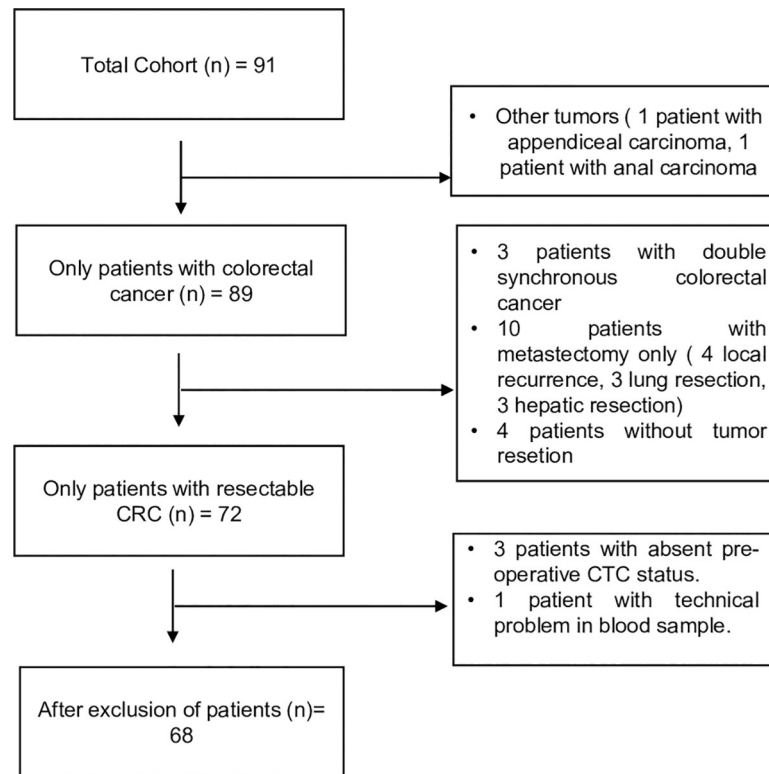 Total Cohort (n) = 91
• Other tumors ( 1 patient with
appendiceal carcinoma, 1
patient with anal carcinoma
Only patients with colorectal
cancer (n) = 89
• 3 patients with double
synchronous colorectal
cancer
• 10 patients with
metastectomy only ( 4 local
recurrence, 3 lung resection,
3 hepatic resection)
• 4 patients without tumor
resetion
Only patients with resectable
CRC (n) = 72
• 3 patients with absent pre-
operative CTC status.
• 1 patient with technical
problem in blood sample.
After exclusion of patients (n)=
68